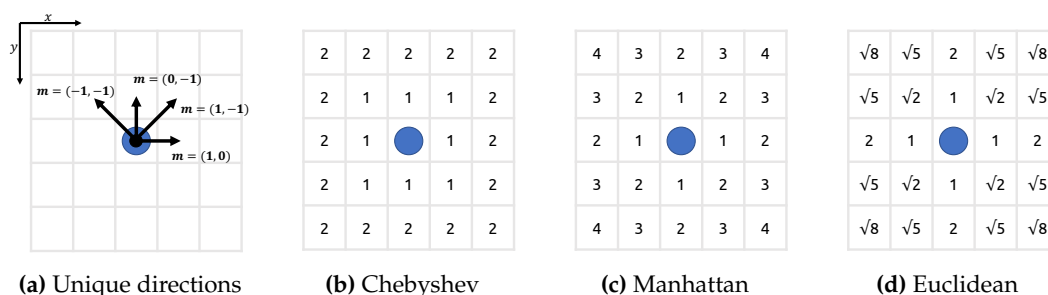 x
y
m = (0, −1)
m = (−1, −1)
m = (1, −1)
m = (1, 0)
(a) Unique directions
2 2 2 2 2
2 1 1 1 2
2 1 1 2
2 1 1 1 2
2 2 2 2 2
(b) Chebyshev
4 3 2 3 4
3 2 1 2 3
2 1 1 2
3 2 1 2 3
4 3 2 3 4
(c) Manhattan
√8 √5 2 √5 √8
√5 √2 1 √2 √5
2 1 1 2
√5 √2 1 √2 √5
√8 √5 2 √5 √8
(d) Euclidean